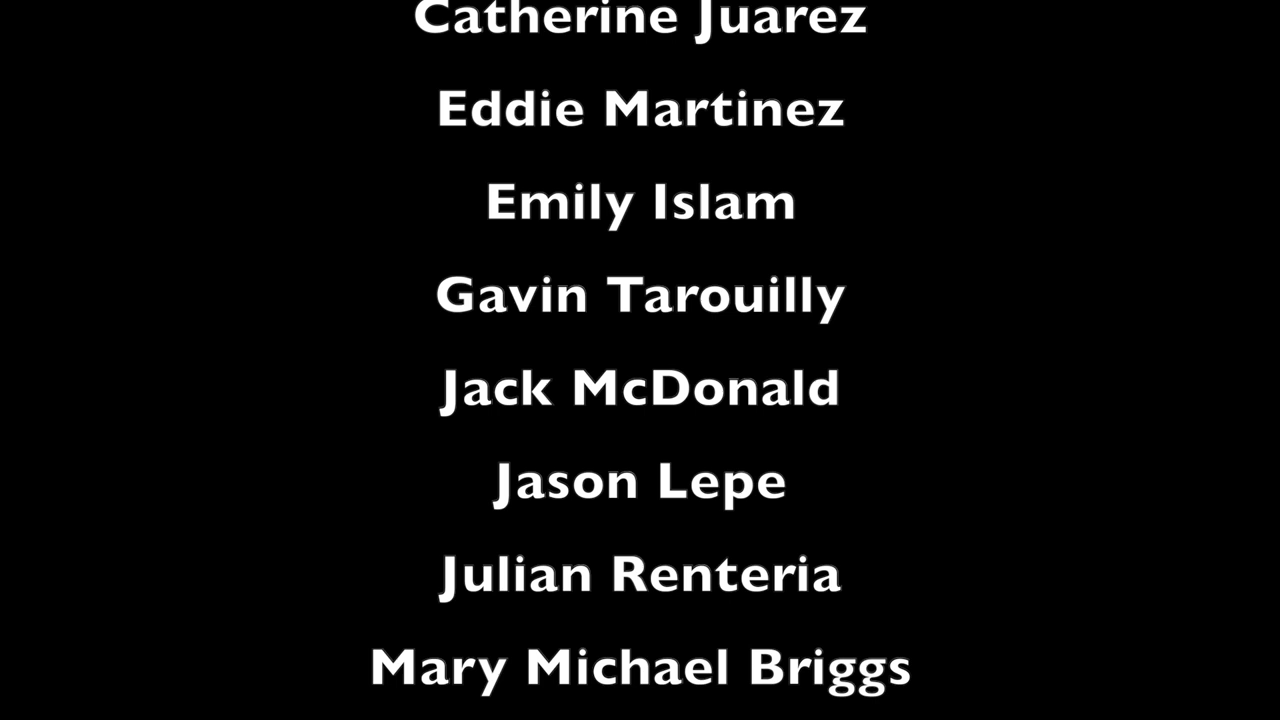 Catherine Juarez
Eddie Martinez
Emily Islam
Gavin Tarouilly
Jack McDonald
Jason Lepe
Julian Renteria
Mary Michael Briggs